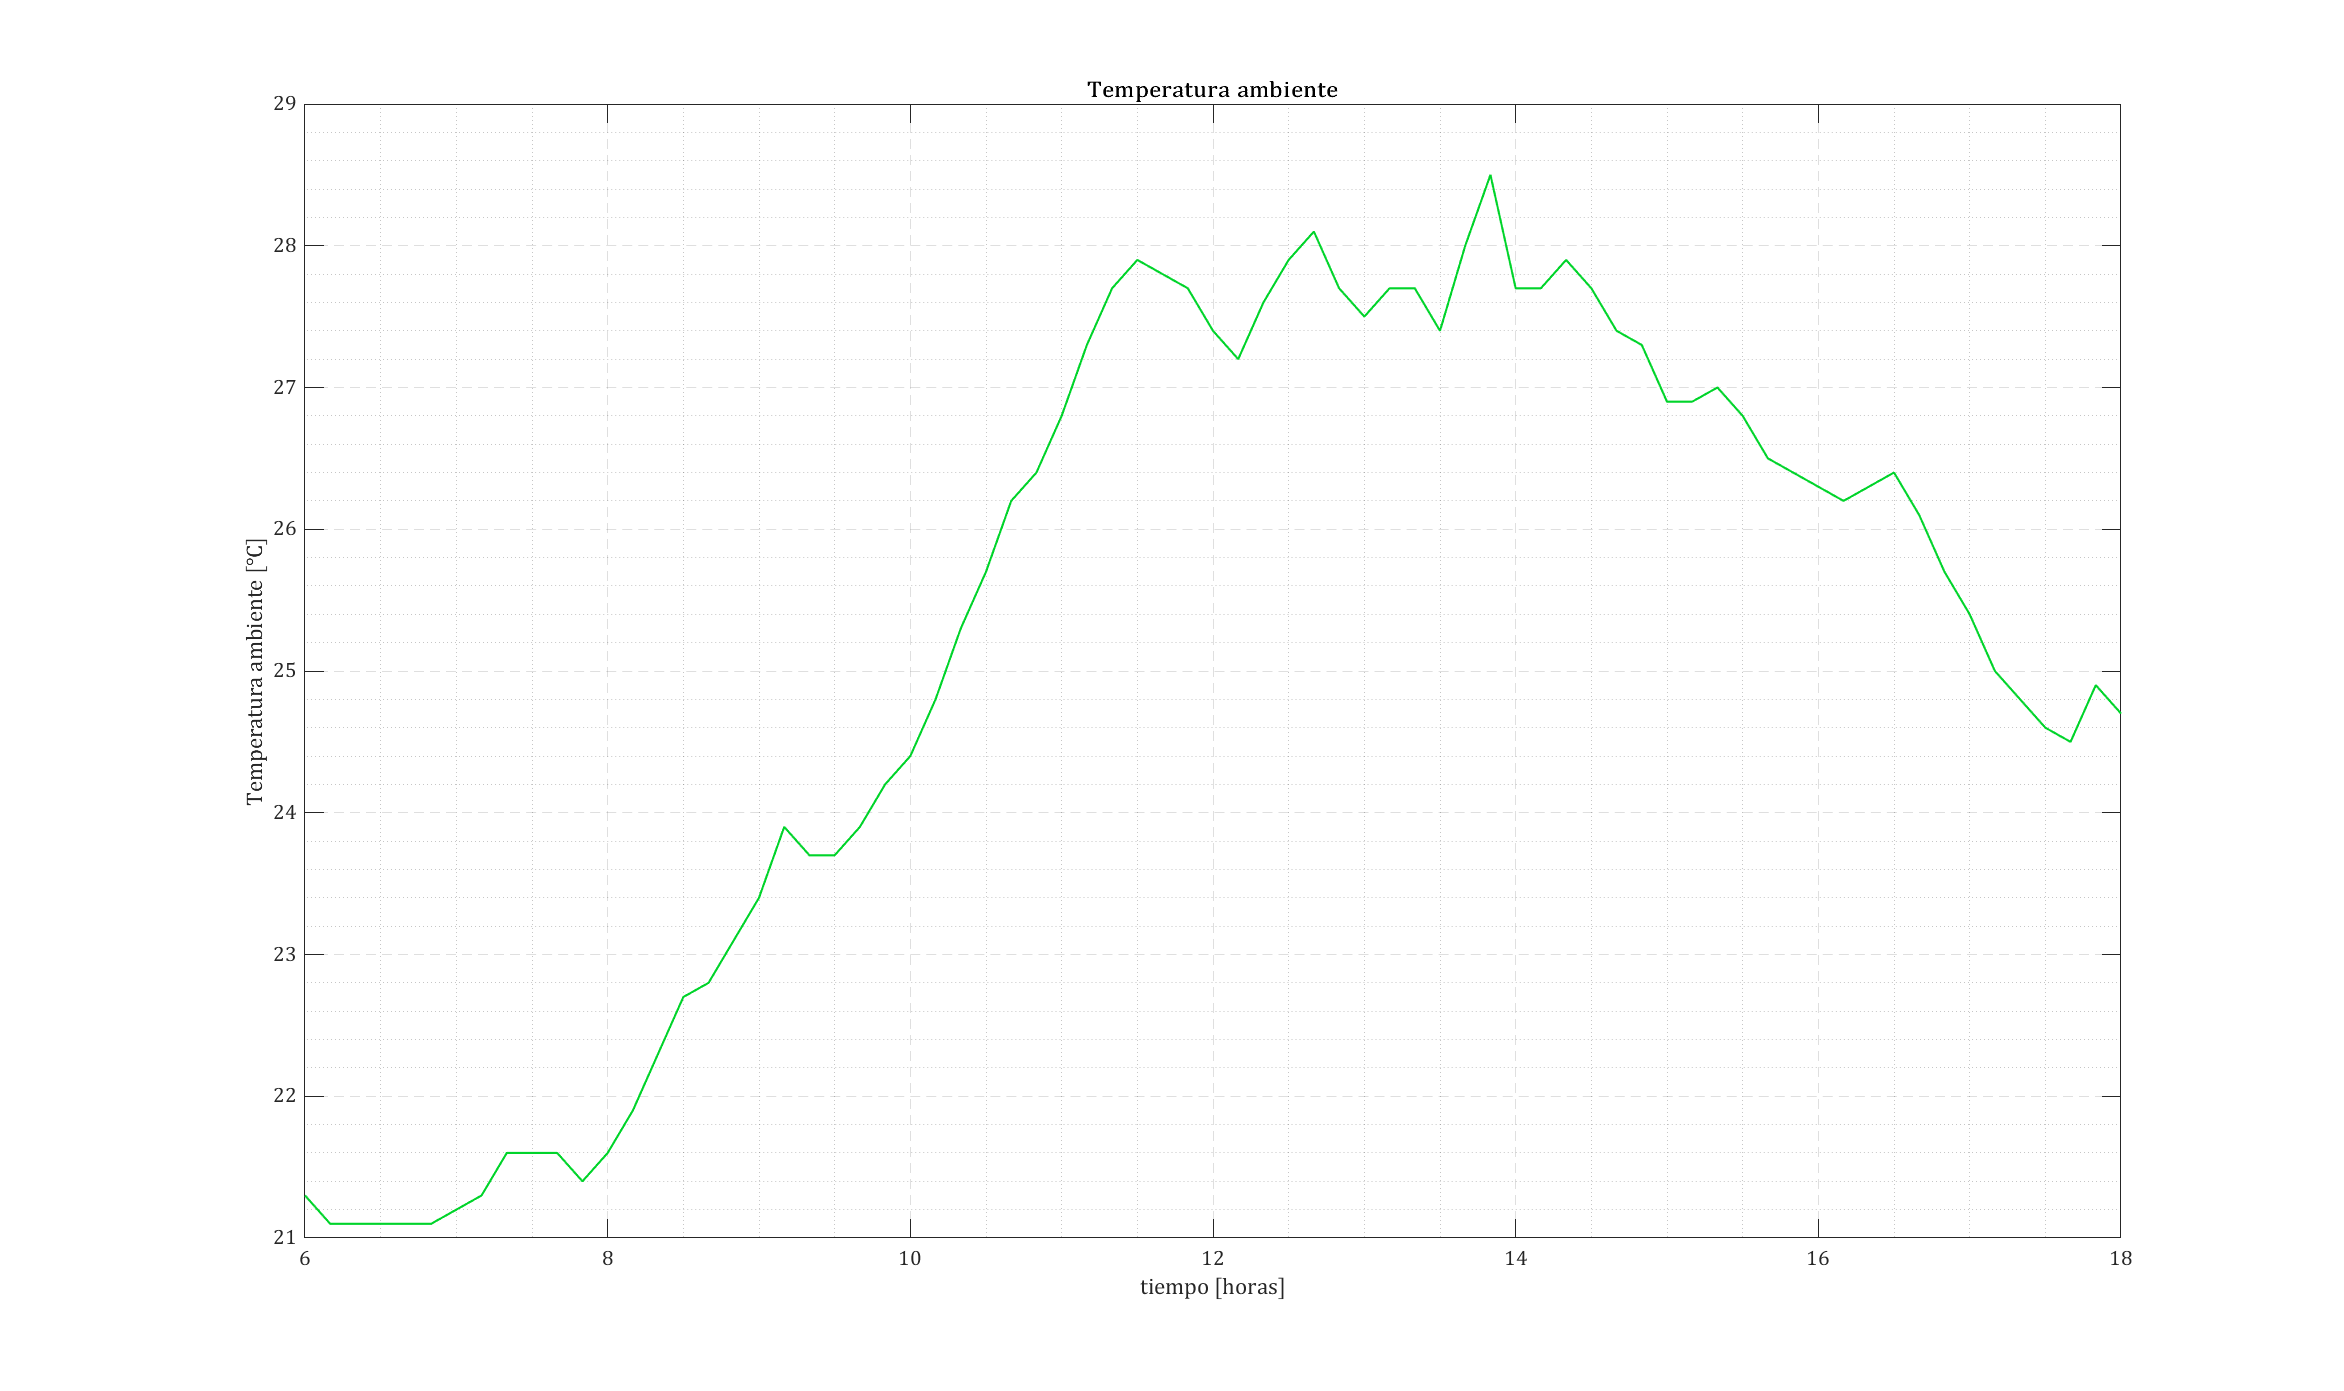 Temperatura ambiente
29
28
27
26
25
24
23
22
21
Temperatura ambiente [°C]
6 8 10 12 14 16 18
tiempo [horas]